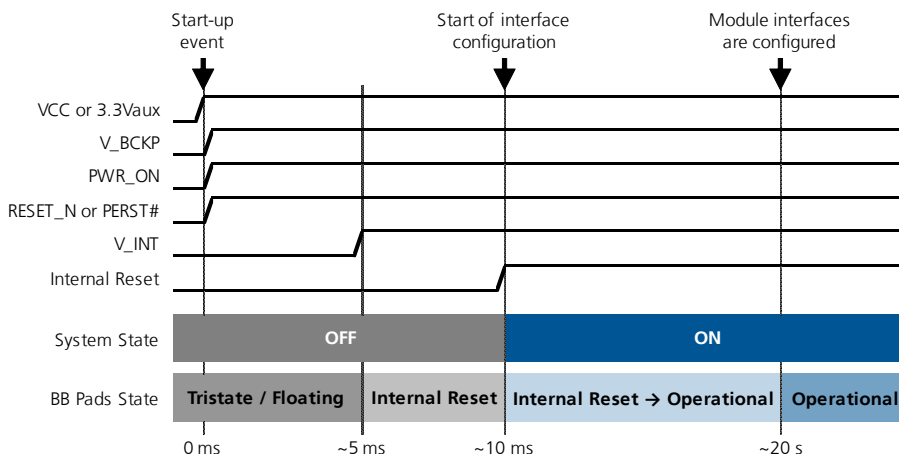 Start-up
event
Start of interface
configuration
Module interfaces
are configured
VCC or 3.3Vaux
V_BCKP
PWR_ON
RESET_N or PERST#
V_INT
Internal Reset
System State
OFF
ON
BB Pads State
Tristate / Floating
Internal Reset
Internal Reset → Operational
Operational
0 ms
~5 ms
~10 ms
~20 s